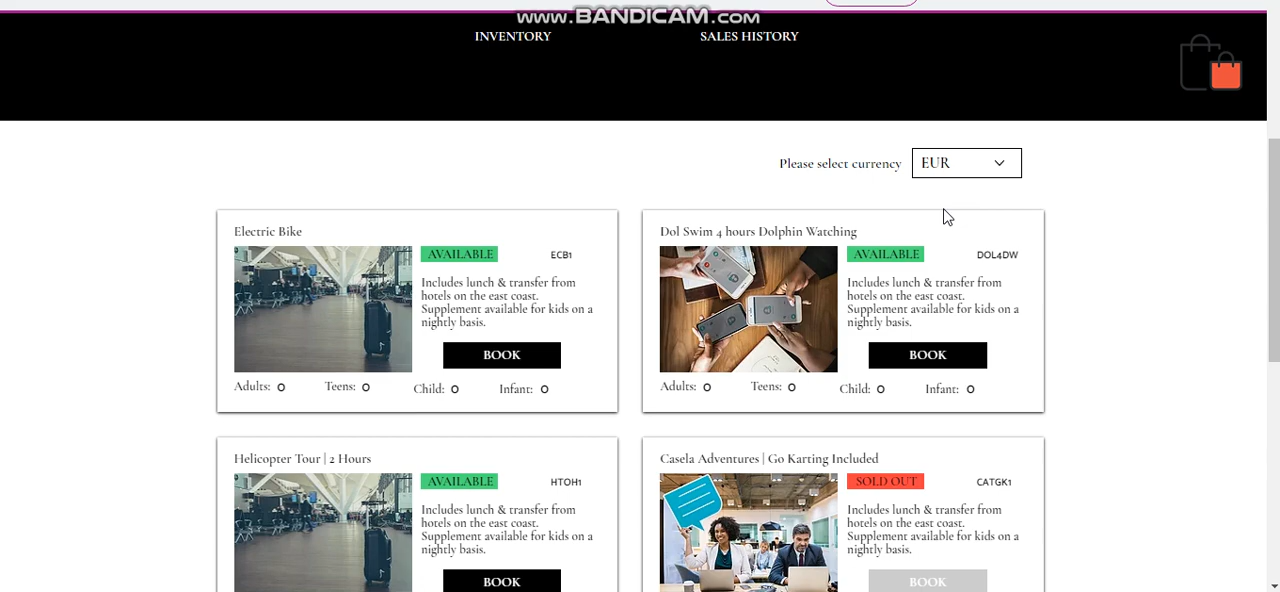 www.BANDICAM.com
INVENTORY SALES HISTORY
Please select currency EUR
Electric Bike
AVAILABLE ECB1
Includes lunch & transfer from
hotels on the east coast.
Supplement available for kids on a
nightly basis.
BOOK
Adults: 0 Teens: 0 Child: 0 Infant: 0
Dol Swim 4 hours Dolphin Watching
AVAILABLE DOL4DW
Includes lunch & transfer from
hotels on the east coast.
Supplement available for kids on a
nightly basis.
BOOK
Adults: 0 Teens: 0 Child: 0 Infant: 0
Helicopter Tour | 2 Hours
AVAILABLE HTOH1
Includes lunch & transfer from
hotels on the east coast.
Supplement available for kids on a
nightly basis.
BOOK
Casela Adventures | Go Karting Included
SOLD OUT CATGK1
Includes lunch & transfer from
hotels on the east coast.
Supplement available for kids on a
nightly basis.
BOOK